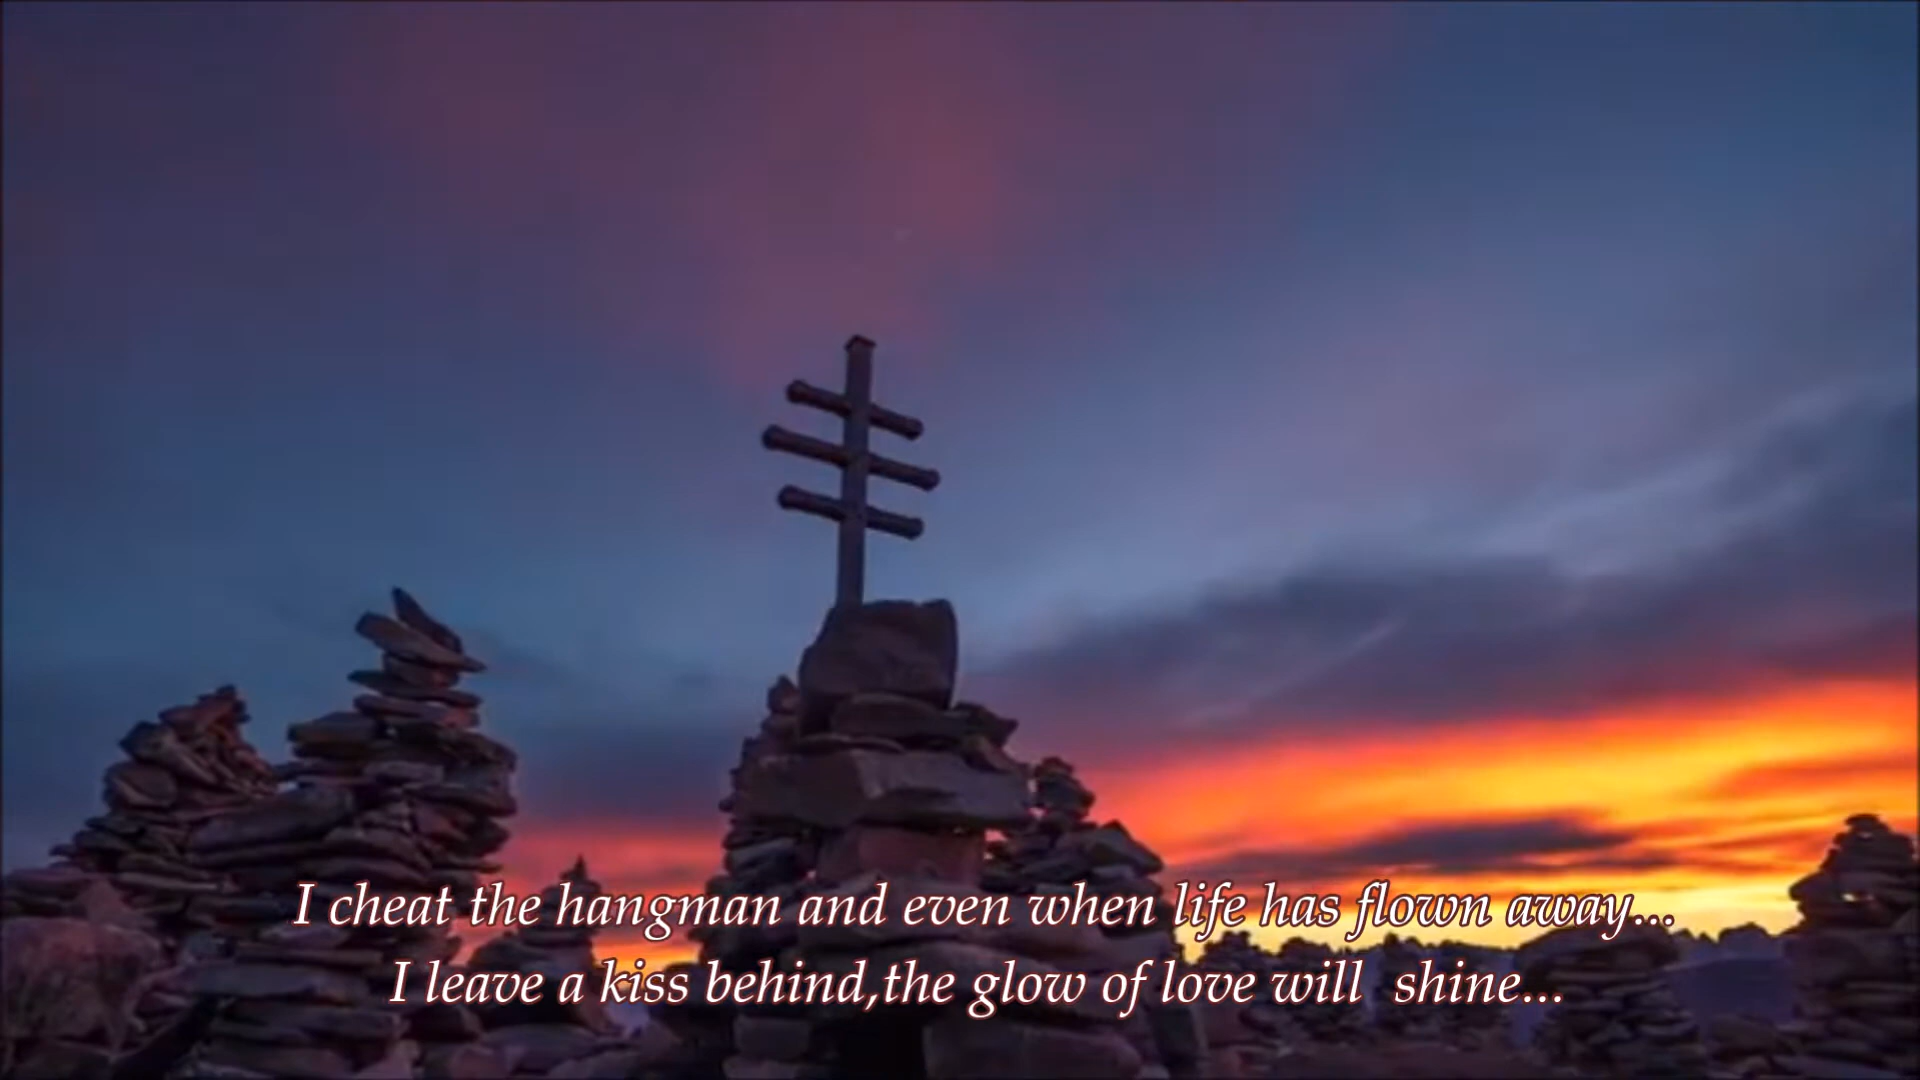 I cheat the hangman and even when life has flown away...
I leave a kiss behind,the glow of love will  shine...